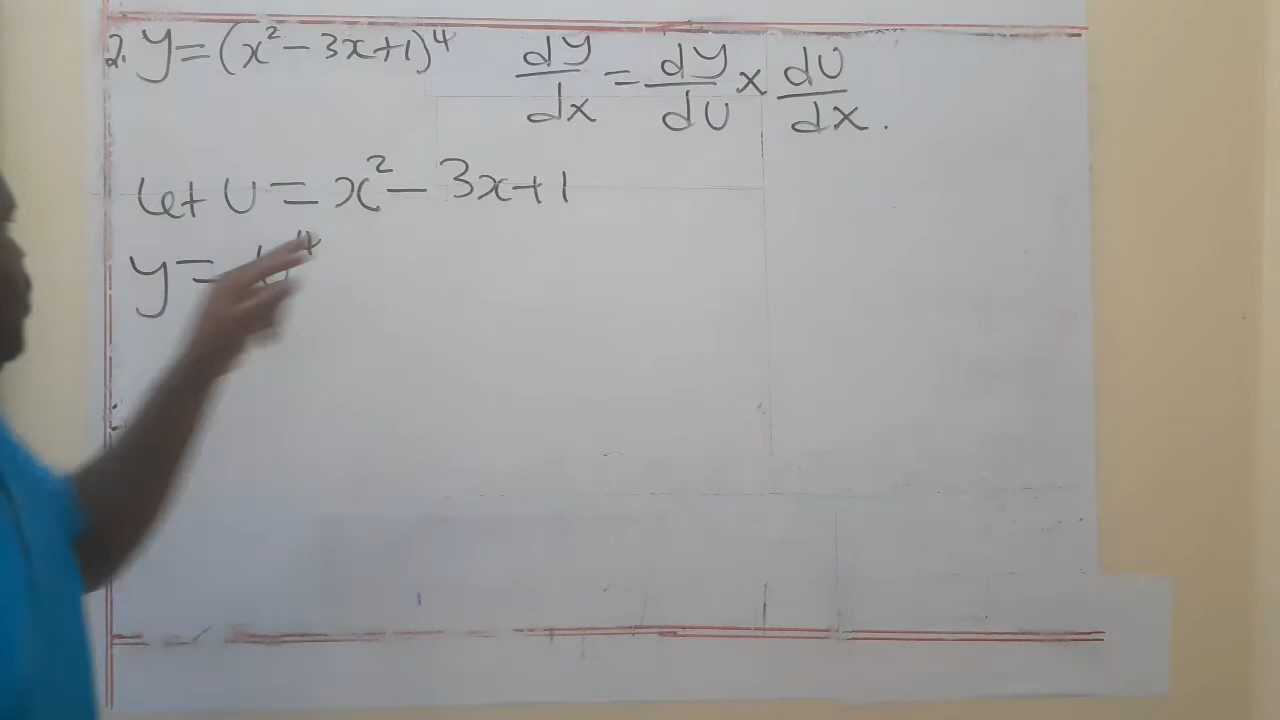 2. y = (x² - 3x + 1)⁴
dy/dx = dy/dU × dU/dx.
let U = x² - 3x + 1
y = U⁴